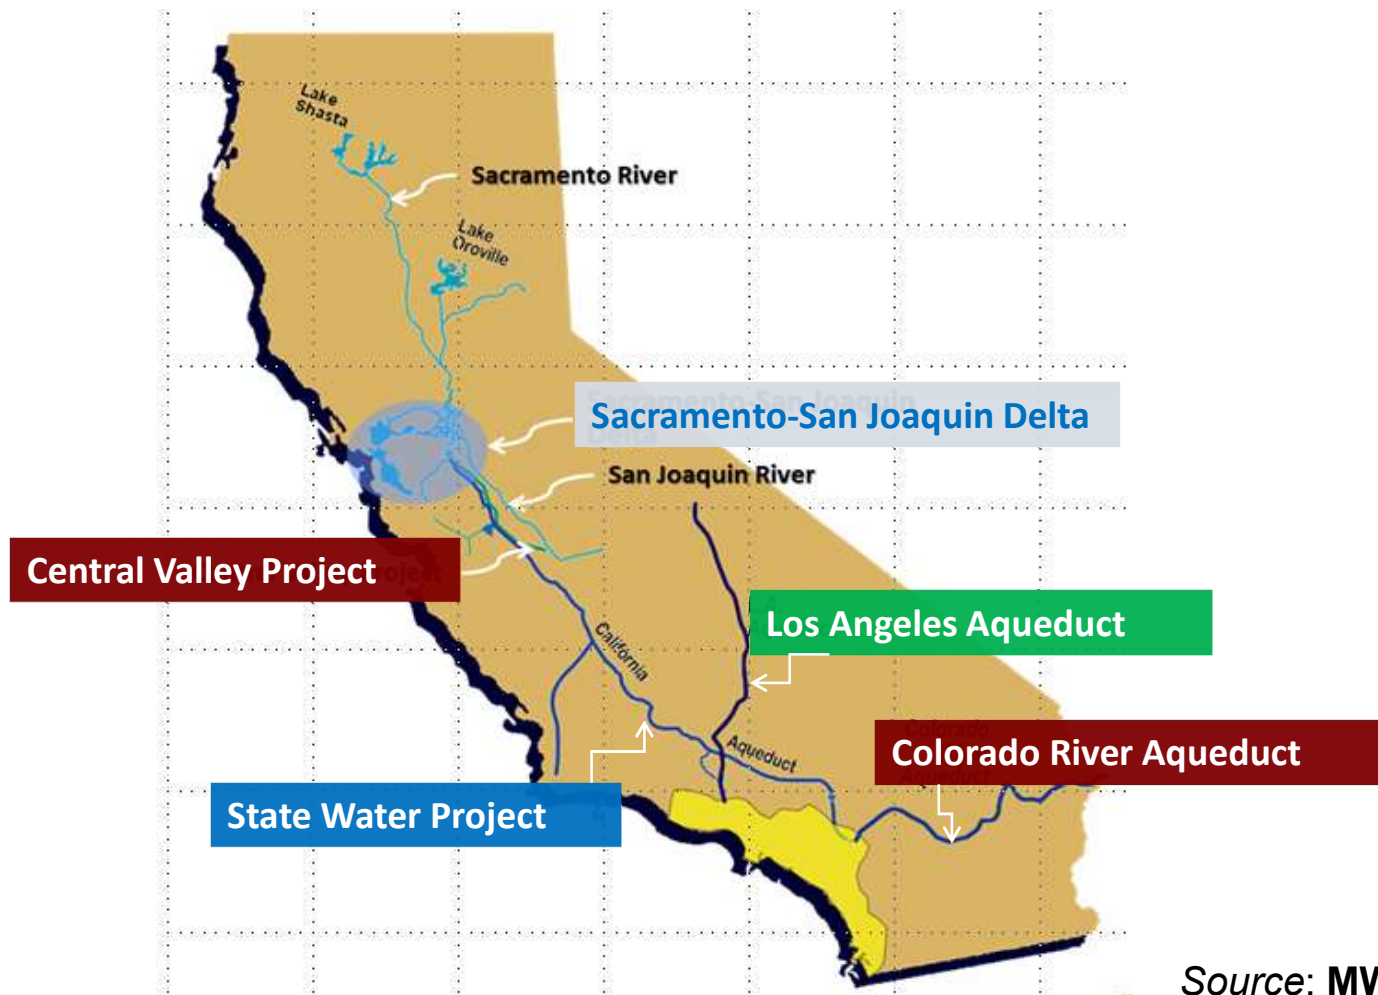 Lake
Shasta
Sacramento River
Lake
Oroville
Sacramento-San Joaquin Delta
San Joaquin River
Central Valley Project
Los Angeles Aqueduct
California
Aqueduct
Colorado River Aqueduct
State Water Project
Source: MW